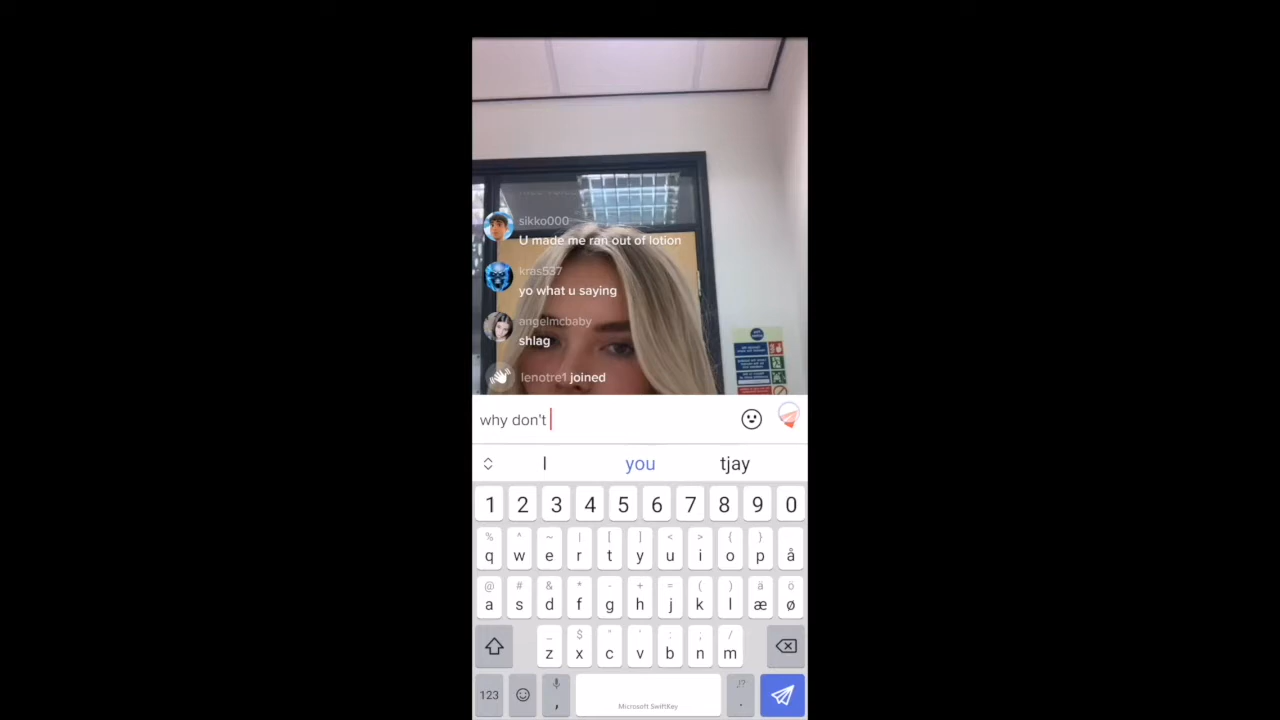 sikko000
U made me ran out of lotion
kras537
yo what u saying
angelmcbaby
shlag
lenotre1 joined
why don't
I you tjay
1 2 3 4 5 6 7 8 9 0
% ^ ~ | [ ] < > { }
q w e r t y u i o p å
@ # & * - + = ( ) ä ö
a s d f g h j k l æ ø
_ $ " ' : ; /
z x c v b n m
123 , Microsoft SwiftKey .